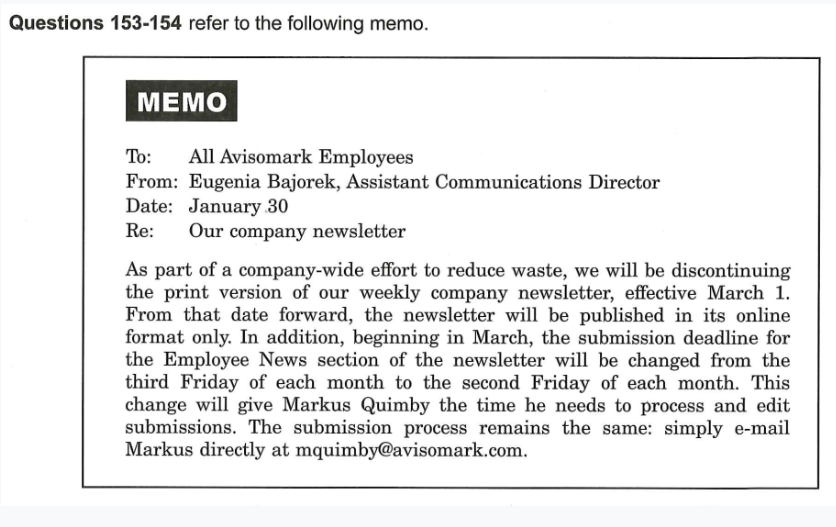 Questions 153-154 refer to the following memo.
MEMO
To: All Avisomark Employees
From: Eugenia Bajorek, Assistant Communications Director
Date: January 30
Re: Our company newsletter
As part of a company-wide effort to reduce waste, we will be discontinuing
the print version of our weekly company newsletter, effective March 1.
From that date forward, the newsletter will be published in its online
format only. In addition, beginning in March, the submission deadline for
the Employee News section of the newsletter will be changed from the
third Friday of each month to the second Friday of each month. This
change will give Markus Quimby the time he needs to process and edit
submissions. The submission process remains the same: simply e-mail
Markus directly at mquimby@avisomark.com.